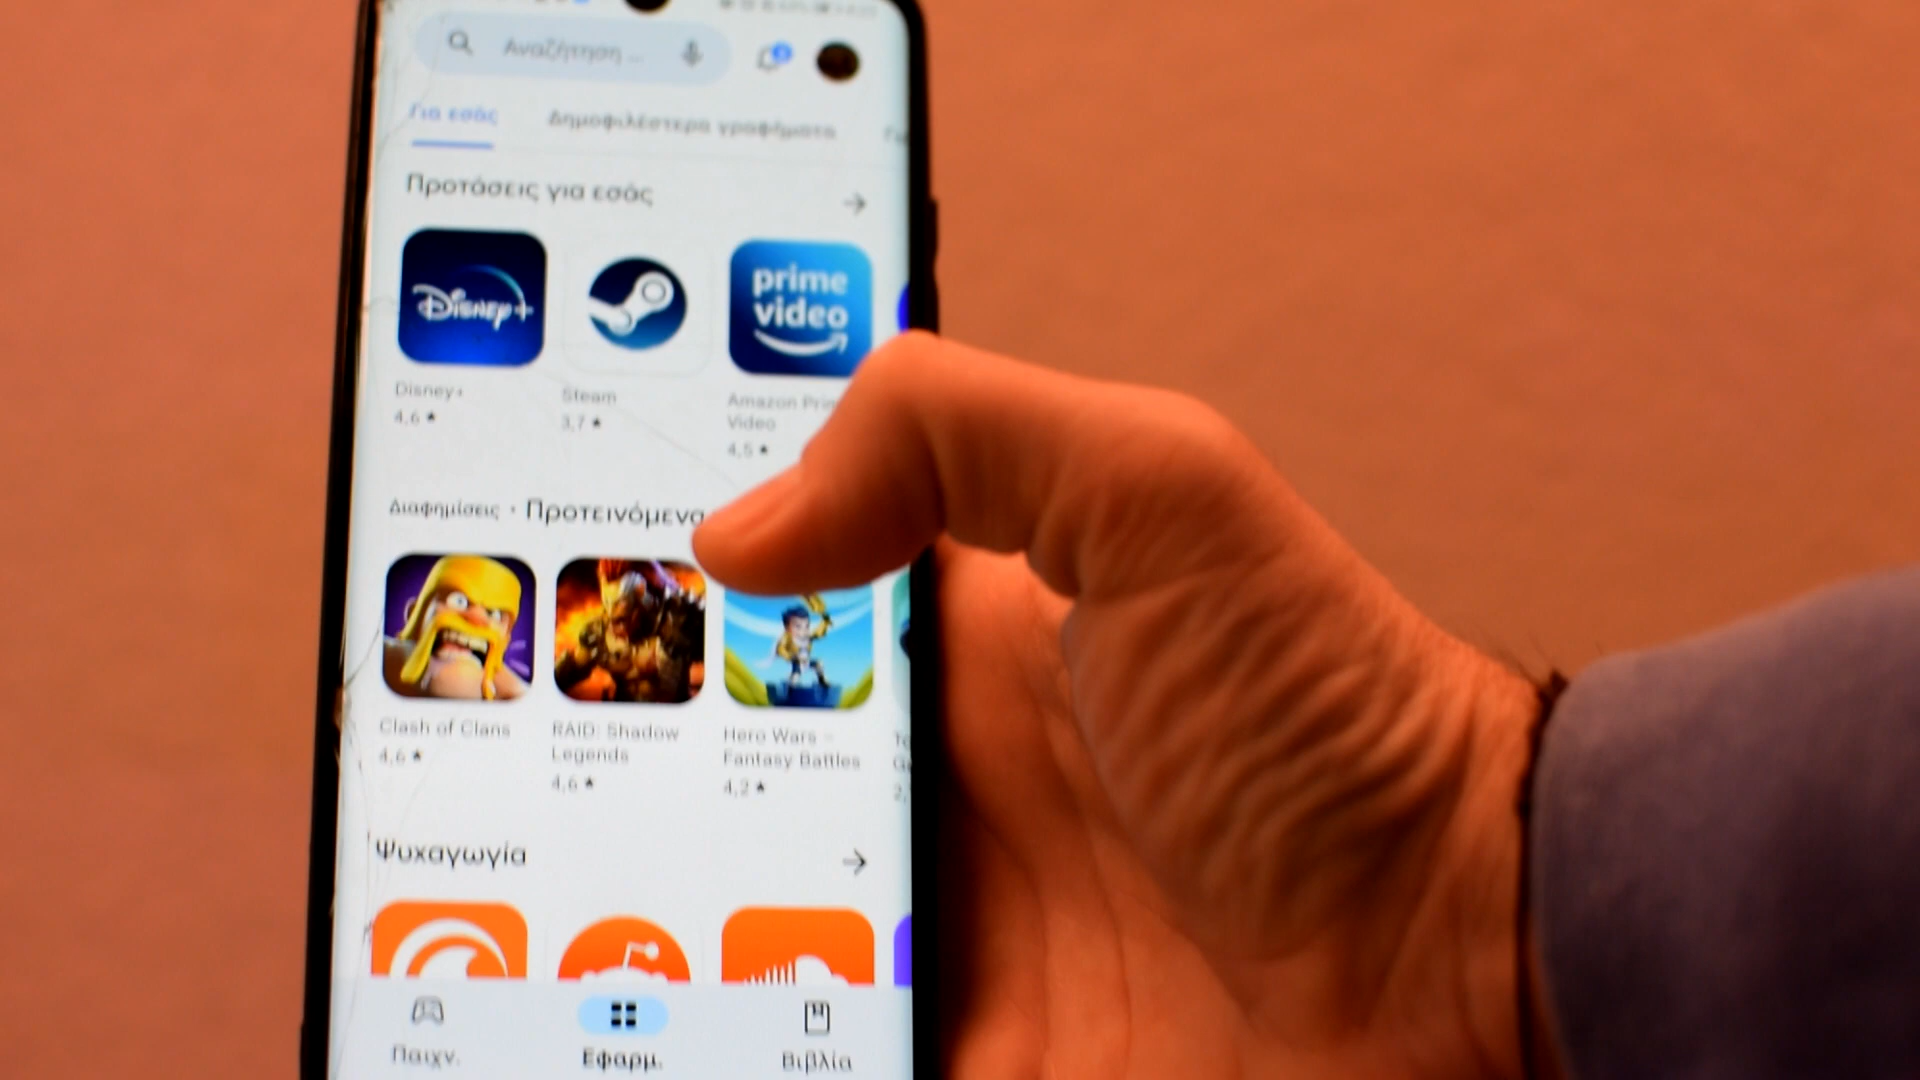 Αναζήτηση ...
Για εσάς
Δημοφιλέστερα γραφήματα
Προτάσεις για εσάς
Disney+
prime
video
Disney+
Steam
Amazon
Video
4,6 ★
3,7 ★
4,5 ★
Διαφημίσεις · Προτεινόμενα
Clash of Clans
RAID: Shadow
Legends
Hero Wars –
Fantasy Battles
4,6 ★
4,6 ★
4,2 ★
Ψυχαγωγία
Παιχν.
Εφαρμ.
Βιβλία